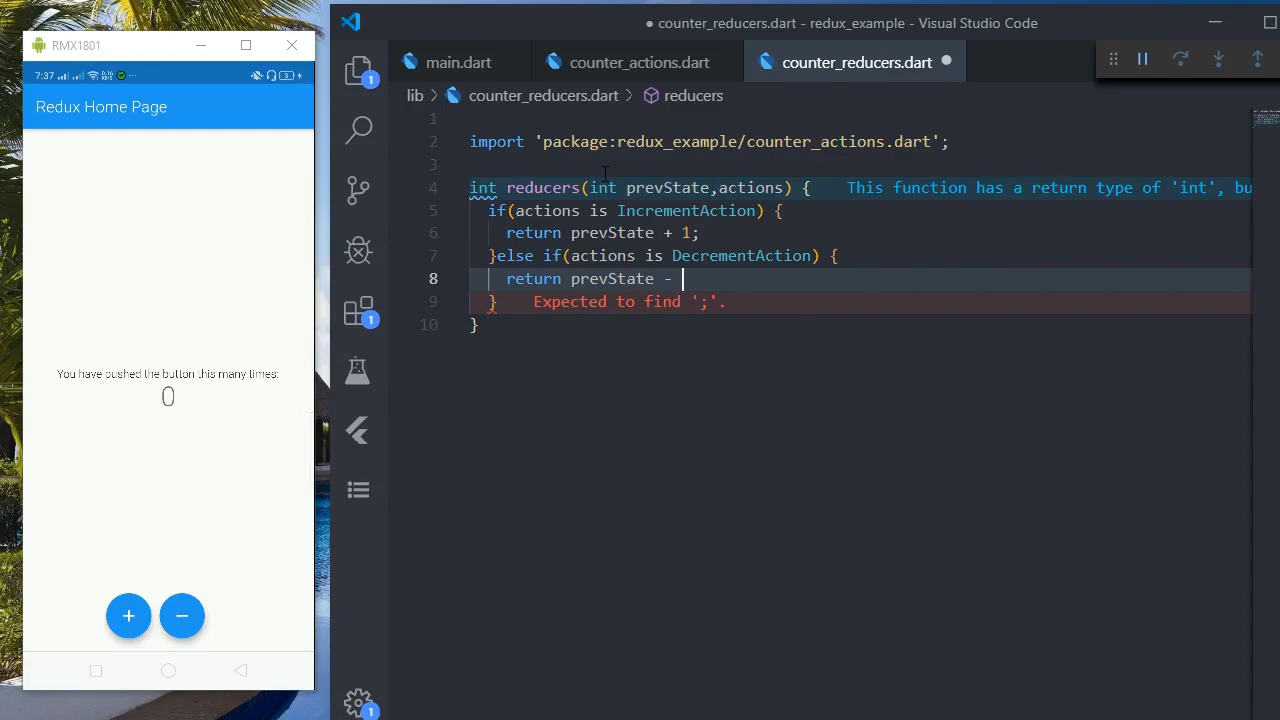 RMX1801
7:37
Redux Home Page
You have pushed the button this many times:
0
+ −
● counter_reducers.dart - redux_example - Visual Studio Code
main.dart
counter_actions.dart
counter_reducers.dart
lib > counter_reducers.dart > reducers
1
2 import 'package:redux_example/counter_actions.dart';
3
4 int reducers(int prevState,actions) { This function has a return type of 'int', bu
5 if(actions is IncrementAction) {
6 return prevState + 1;
7 }else if(actions is DecrementAction) {
8 return prevState -
9 } Expected to find ';'.
10 }
1
1
1